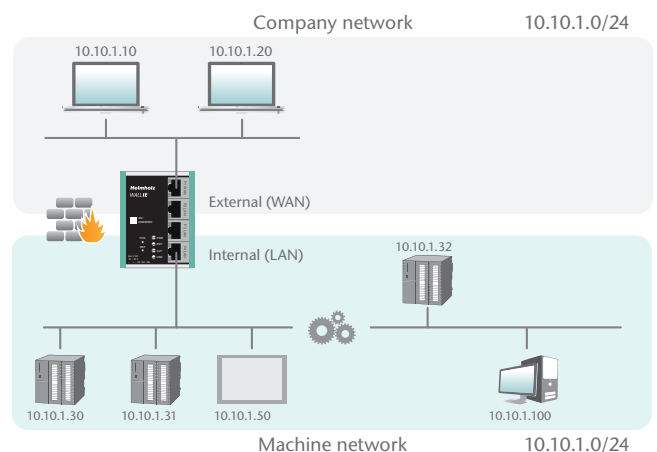 Company network 10.10.1.0/24
10.10.1.10 10.10.1.20
Helmholz
WALL IE
External (WAN)
Internal (LAN)
10.10.1.32
10.10.1.30 10.10.1.31 10.10.1.50 10.10.1.100
Machine network 10.10.1.0/24